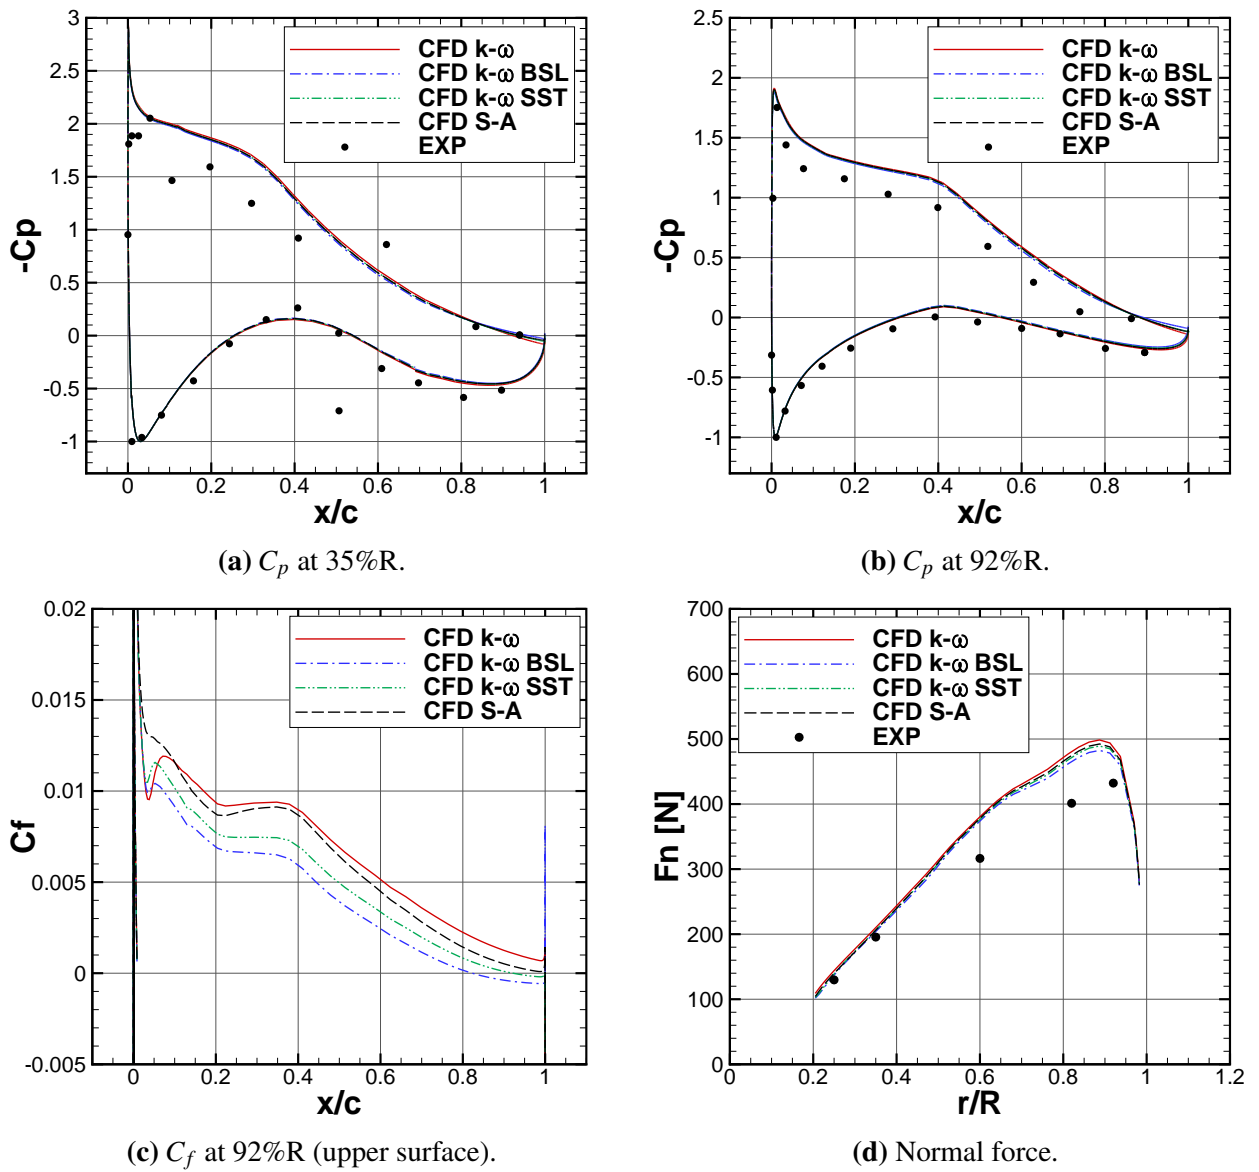 3
2.5
2
1.5
1
0.5
0
-0.5
-1
-Cp
0
0.2
0.4
0.6
0.8
1
x/c
CFD k-ω
CFD k-ω BSL
CFD k-ω SST
CFD S-A
EXP
(a) Cp at 35%R.
2.5
2
1.5
1
0.5
0
-0.5
-1
-Cp
0
0.2
0.4
0.6
0.8
1
x/c
CFD k-ω
CFD k-ω BSL
CFD k-ω SST
CFD S-A
EXP
(b) Cp at 92%R.
0.02
0.015
0.01
0.005
0
-0.005
Cf
0
0.2
0.4
0.6
0.8
1
x/c
CFD k-ω
CFD k-ω BSL
CFD k-ω SST
CFD S-A
(c) Cf at 92%R (upper surface).
700
600
500
400
300
200
100
0
Fn [N]
0
0.2
0.4
0.6
0.8
1
1.2
r/R
CFD k-ω
CFD k-ω BSL
CFD k-ω SST
CFD S-A
EXP
(d) Normal force.